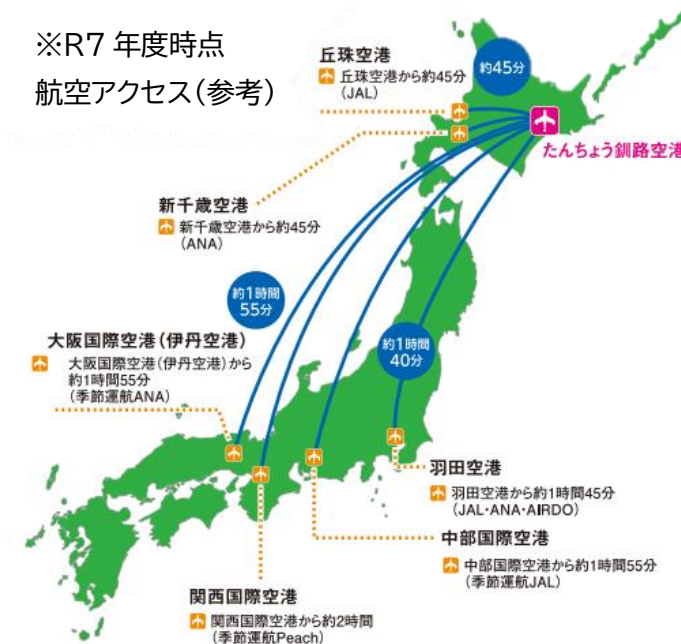 ※R7 年度時点
航空アクセス(参考)
丘珠空港
丘珠空港から約45分
(JAL)
約45分
たんちょう釧路空港
新千歳空港
新千歳空港から約45分
(ANA)
約1時間
55分
大阪国際空港(伊丹空港)
大阪国際空港(伊丹空港)から
約1時間55分
(季節運航ANA)
約1時間
40分
羽田空港
羽田空港から約1時間45分
(JAL・ANA・AIRDO)
中部国際空港
中部国際空港から約1時間55分
(季節運航JAL)
関西国際空港
関西国際空港から約2時間
(季節運航Peach)